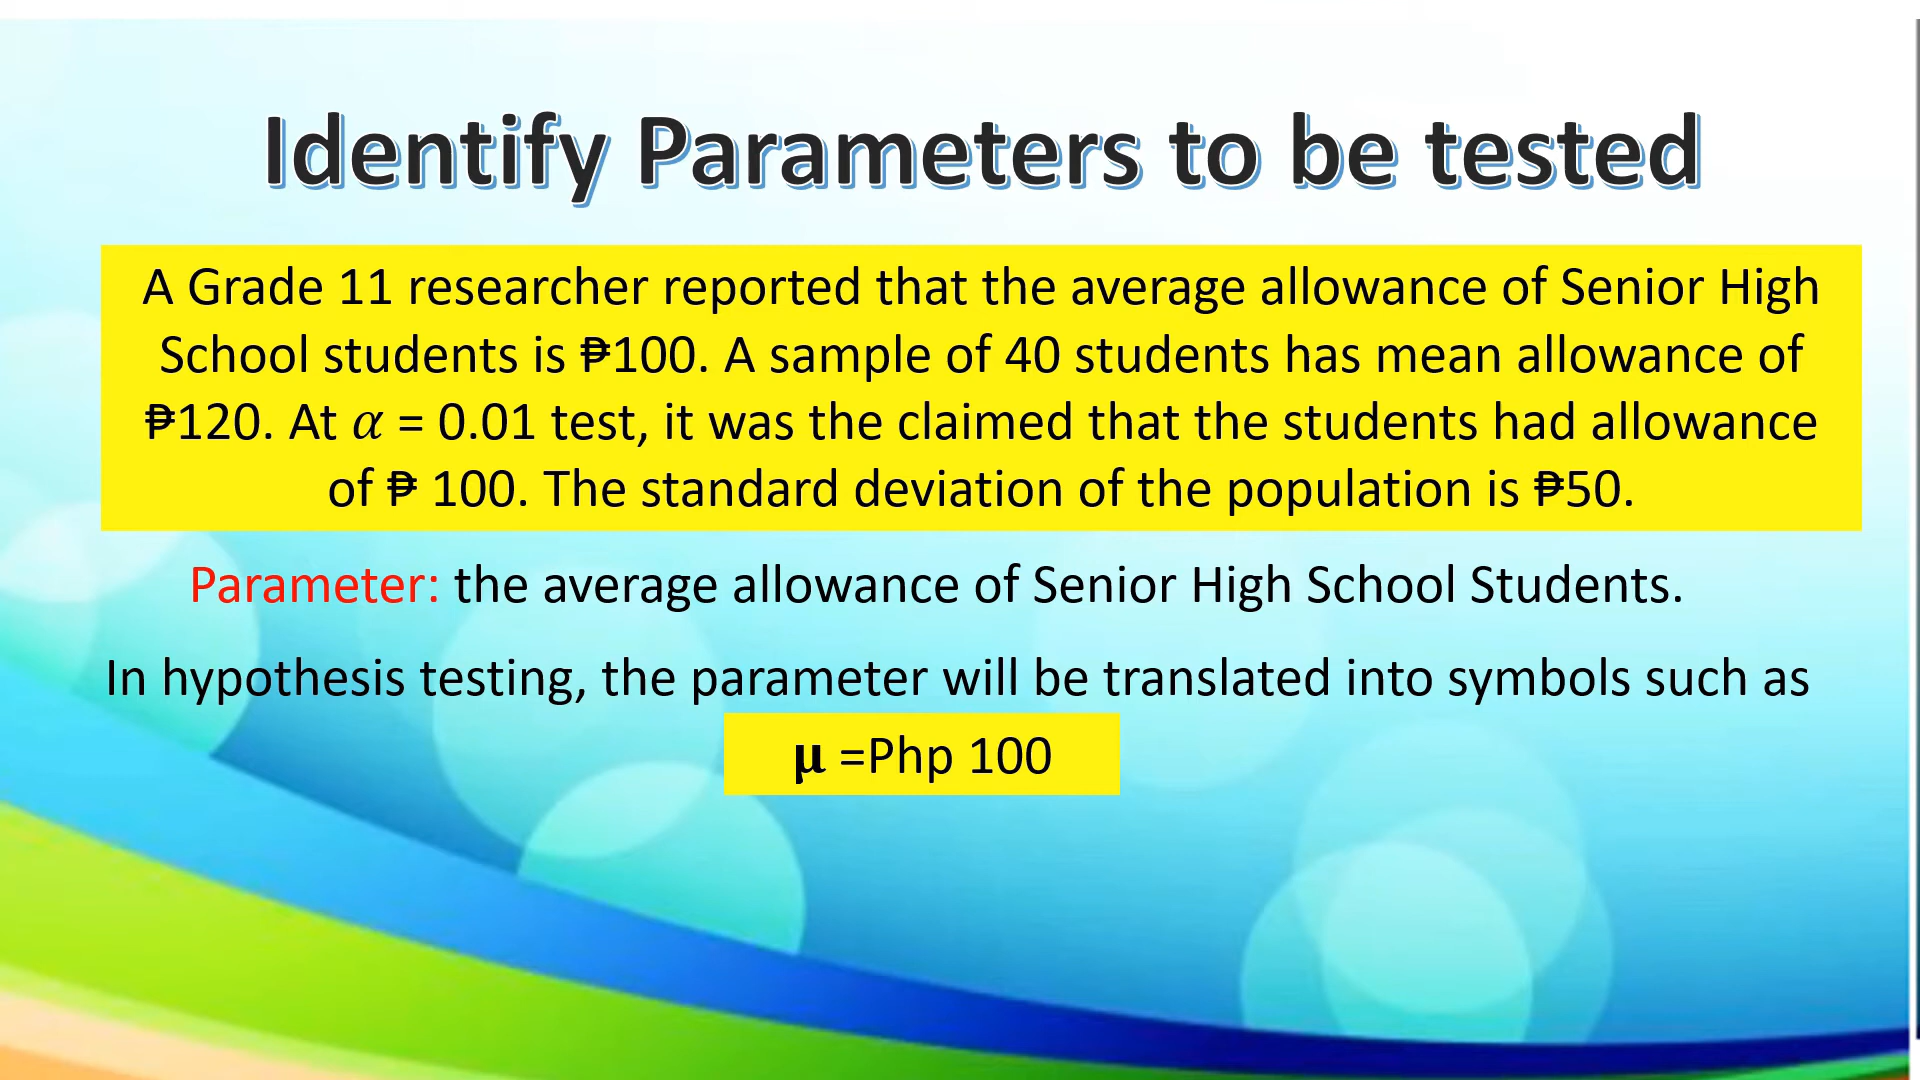 Identify Parameters to be tested
A Grade 11 researcher reported that the average allowance of Senior High
School students is ₱100. A sample of 40 students has mean allowance of
₱120. At 𝛼 = 0.01 test, it was the claimed that the students had allowance
of ₱ 100. The standard deviation of the population is ₱50.
Parameter: the average allowance of Senior High School Students.
In hypothesis testing, the parameter will be translated into symbols such as
μ =Php 100